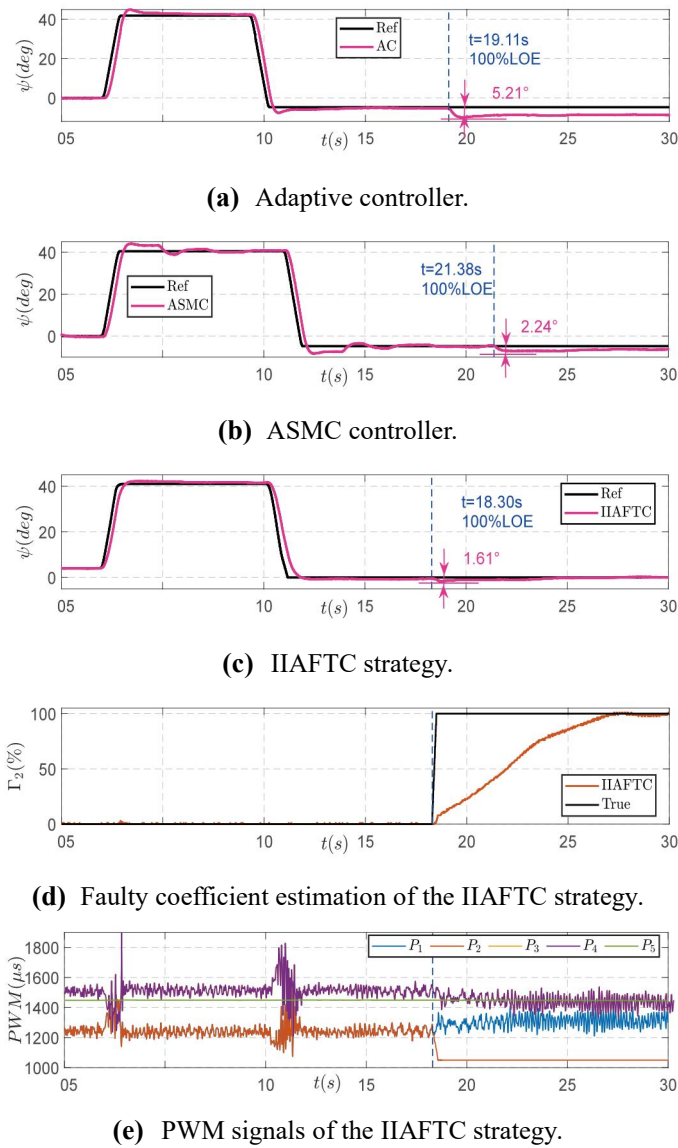 40
20
0
ψ(deg)
Ref
AC
t=19.11s
100%LOE
5.21°
05 10 15 20 25 30
t(s)
(a) Adaptive controller.
40
20
0
ψ(deg)
Ref
ASMC
t=21.38s
100%LOE
2.24°
05 10 15 20 25 30
t(s)
(b) ASMC controller.
40
20
0
ψ(deg)
t=18.30s
100%LOE
Ref
IIAFTC
1.61°
05 10 15 20 25 30
t(s)
(c) IIAFTC strategy.
100
50
0
Γ₂(%)
IIAFTC
True
05 10 15 20 25 30
t(s)
(d) Faulty coefficient estimation of the IIAFTC strategy.
1800
1600
1400
1200
1000
PWM(μs)
P₁ P₂ P₃ P₄ P₅
05 10 15 20 25 30
t(s)
(e) PWM signals of the IIAFTC strategy.